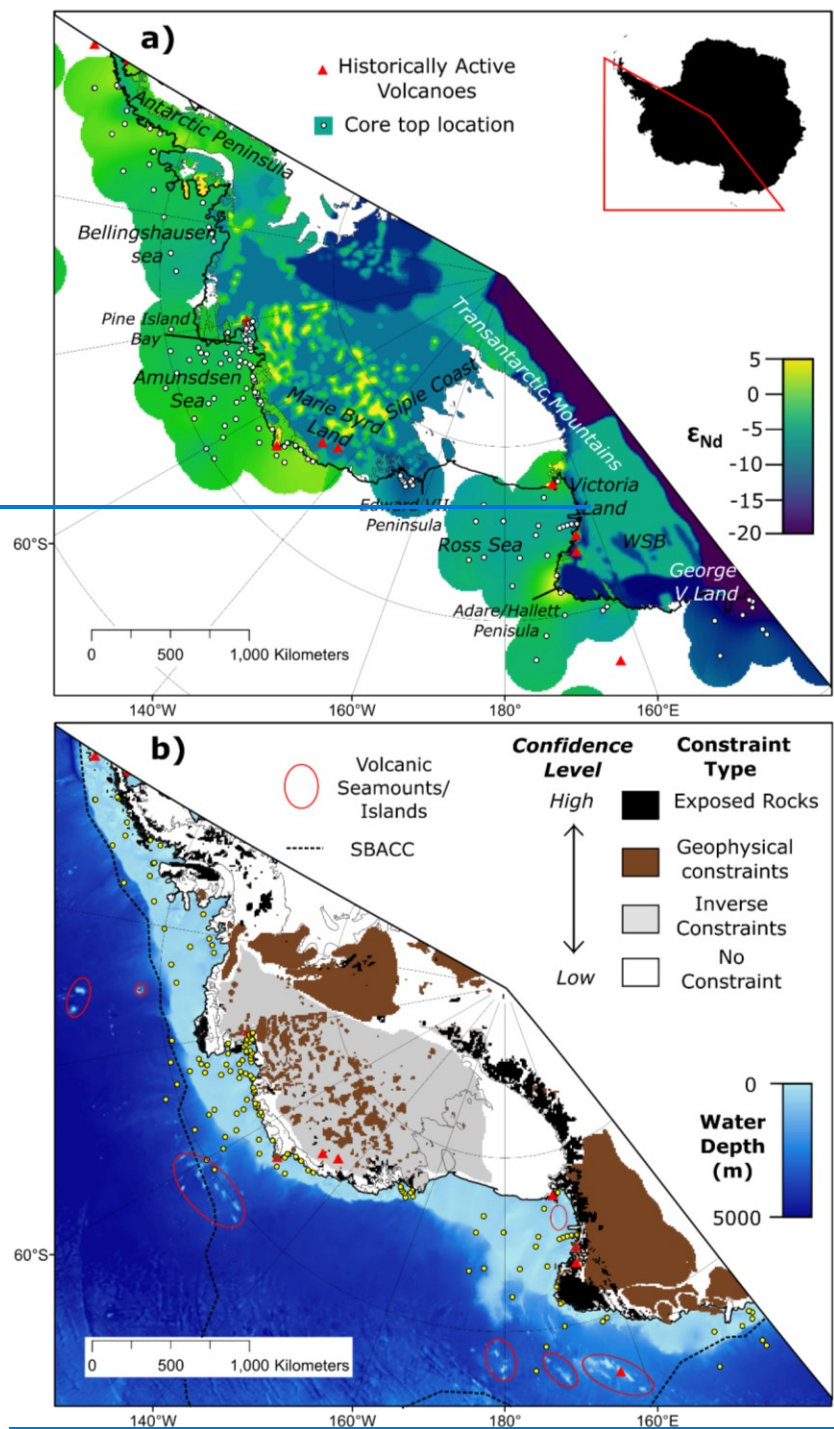 a)
Historically Active
Volcanoes
Core top location
Antarctic Peninsula
Bellingshausen
sea
Pine Island
Bay
Amunsdsen
Sea
Marie Byrd
Land
Siple Coast
Transantarctic Mountains
Edward VII
Peninsula
Ross Sea
Victoria
Land
WSB
George
V Land
Adare/Hallett
Penisula
εNd
5
0
-5
-10
-15
-20
60°S
0 500 1,000 Kilometers
140°W 160°W 180° 160°E
b)
Volcanic
Seamounts/
Islands
SBACC
Confidence
Level
High
Low
Constraint
Type
Exposed Rocks
Geophysical
constraints
Inverse
Constraints
No
Constraint
Water
Depth
(m)
0
5000
60°S
0 500 1,000 Kilometers
140°W 160°W 180° 160°E